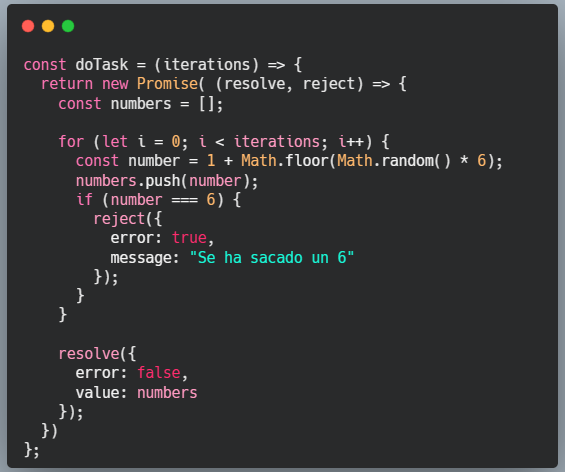 const doTask = (iterations) => {
  return new Promise( (resolve, reject) => {
    const numbers = [];

    for (let i = 0; i < iterations; i++) {
      const number = 1 + Math.floor(Math.random() * 6);
      numbers.push(number);
      if (number === 6) {
        reject({
          error: true,
          message: "Se ha sacado un 6"
        });
      }
    }

    resolve({
      error: false,
      value: numbers
    });
  })
};